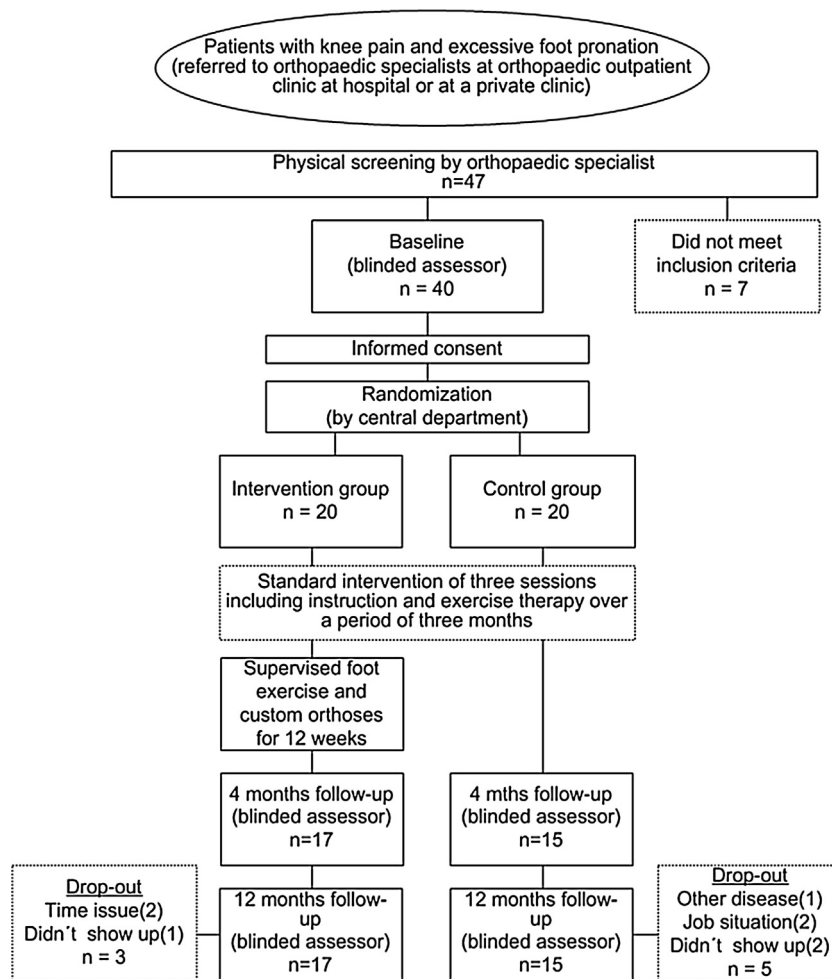 Patients with knee pain and excessive foot pronation
(referred to orthopaedic specialists at orthopaedic outpatient
clinic at hospital or at a private clinic)
Physical screening by orthopaedic specialist
n=47
Baseline
(blinded assessor)
n = 40
Did not meet
inclusion criteria
n = 7
Informed consent
Randomization
(by central department)
Intervention group
n = 20
Control group
n = 20
Standard intervention of three sessions
including instruction and exercise therapy over
a period of three months
Supervised foot
exercise and
custom orthoses
for 12 weeks
4 months follow-up
(blinded assessor)
n=17
4 mths follow-up
(blinded assessor)
n=15
Drop-out
Time issue(2)
Didn´t show up(1)
n = 3
12 months follow-
up
(blinded assessor)
n=17
12 months follow-
up
(blinded assessor)
n=15
Drop-out
Other disease(1)
Job situation(2)
Didn´t show up(2)
n = 5